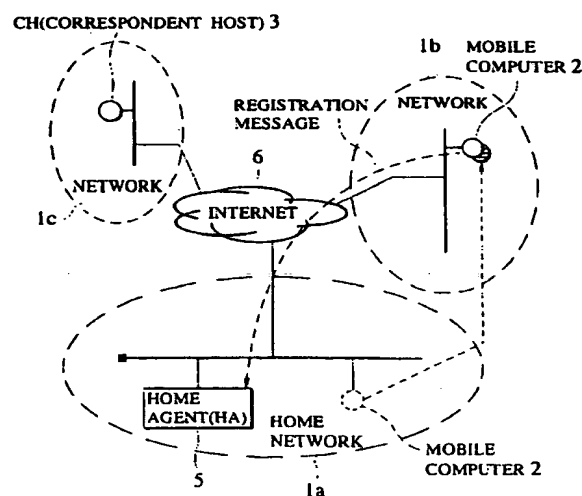 CH(CORRESPONDENT HOST) 3
1b
MOBILE
COMPUTER 2
REGISTRATION
MESSAGE
NETWORK
6
NETWORK
INTERNET
1c
HOME
AGENT(HA)
HOME
NETWORK
MOBILE
COMPUTER 2
5
1a